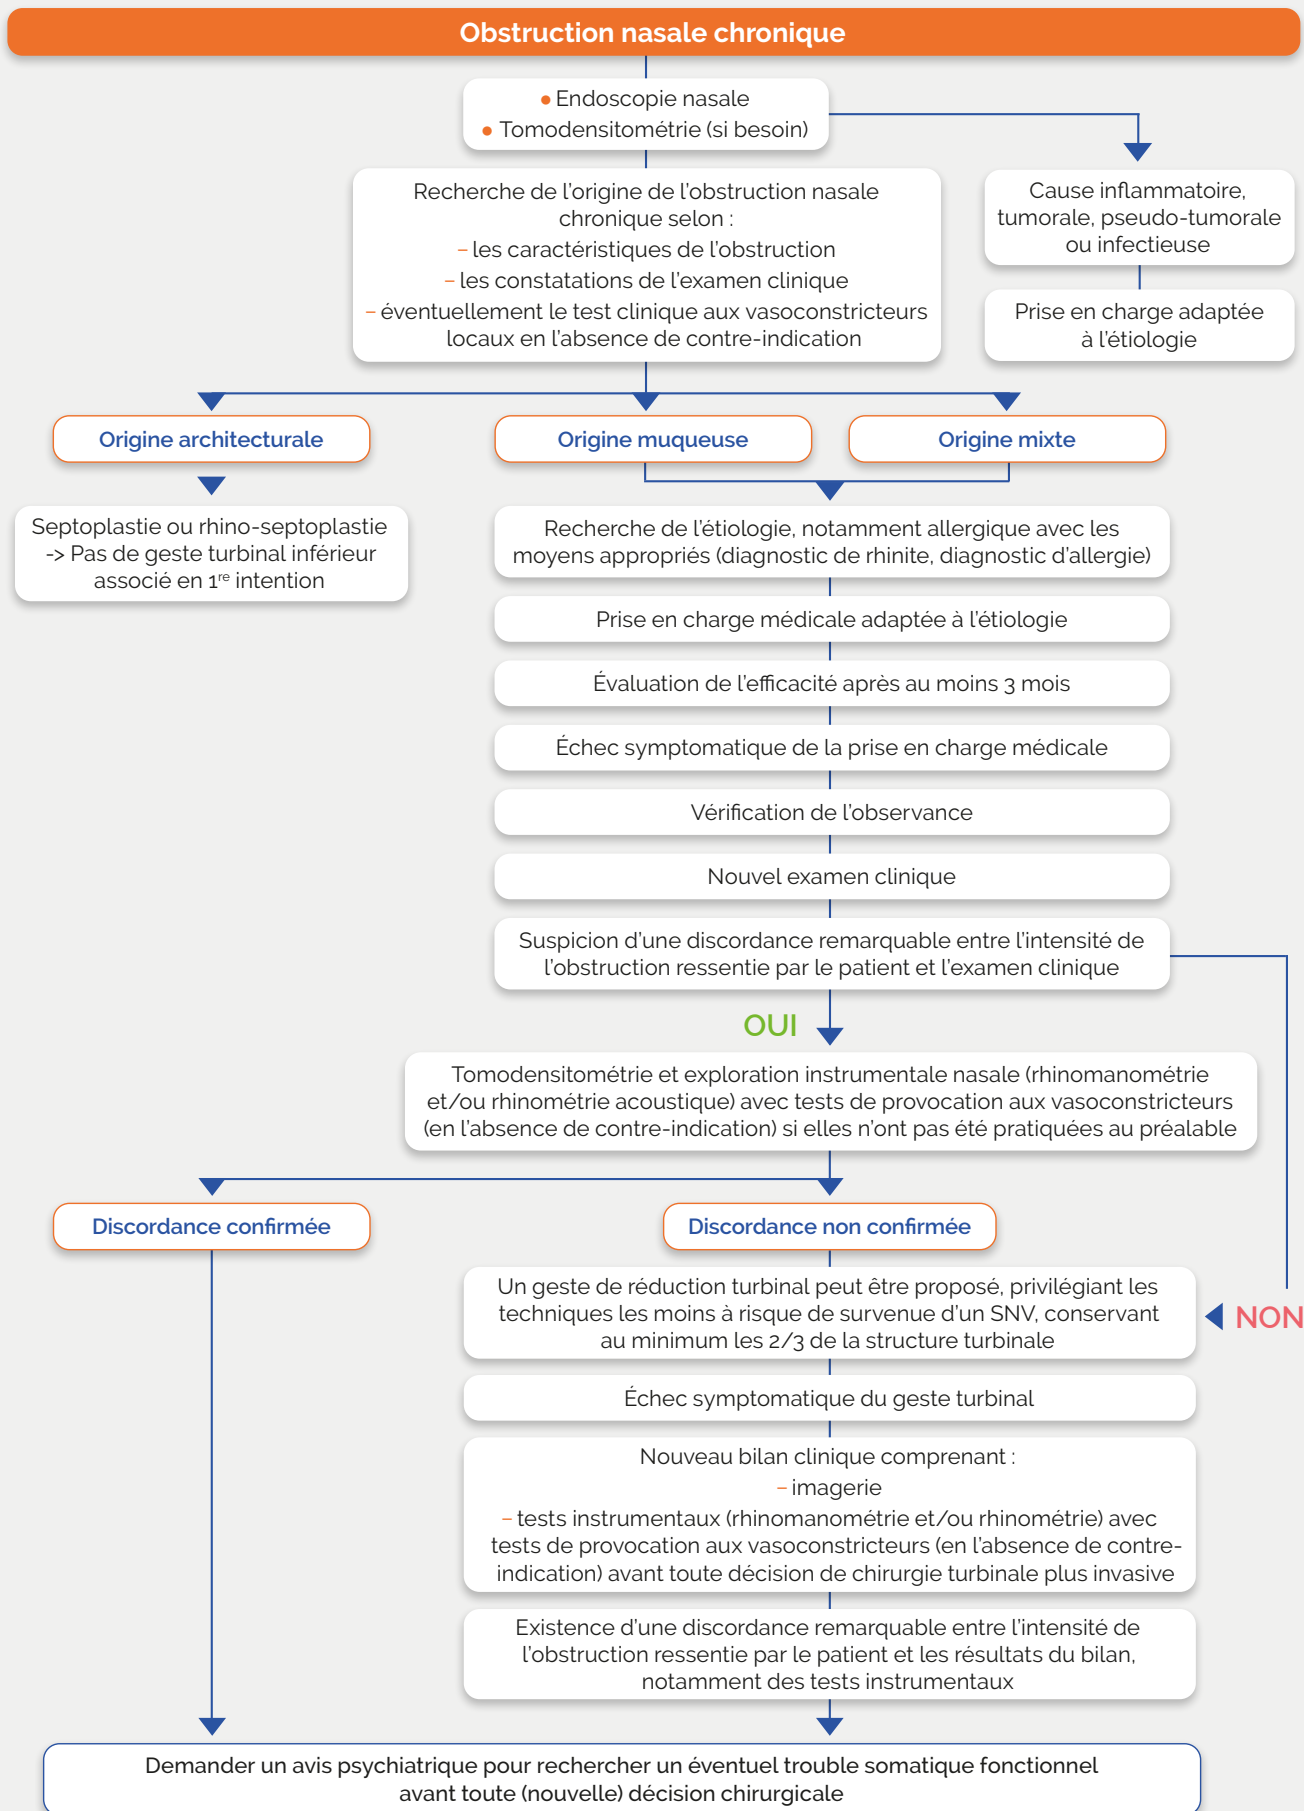 Obstruction nasale chronique
• Endoscopie nasale
• Tomodensitométrie (si besoin)
Recherche de l’origine de l’obstruction nasale
chronique selon :
– les caractéristiques de l’obstruction
– les constatations de l’examen clinique
– éventuellement le test clinique aux vasoconstricteurs
locaux en l’absence de contre-indication
Cause inflammatoire,
tumorale, pseudo-tumorale
ou infectieuse
Prise en charge adaptée
à l’étiologie
Origine architecturale
Origine muqueuse
Origine mixte
Septoplastie ou rhino-septoplastie
-> Pas de geste turbinal inférieur
associé en 1re intention
Recherche de l’étiologie, notamment allergique avec les
moyens appropriés (diagnostic de rhinite, diagnostic d’allergie)
Prise en charge médicale adaptée à l’étiologie
Évaluation de l’efficacité après au moins 3 mois
Échec symptomatique de la prise en charge médicale
Vérification de l’observance
Nouvel examen clinique
Suspicion d’une discordance remarquable entre l’intensité de
l’obstruction ressentie par le patient et l’examen clinique
OUI
Tomodensitométrie et exploration instrumentale nasale (rhinomanométrie
et/ou rhinométrie acoustique) avec tests de provocation aux vasoconstricteurs
(en l’absence de contre-indication) si elles n’ont pas été pratiquées au préalable
Discordance confirmée
Discordance non confirmée
Un geste de réduction turbinal peut être proposé, privilégiant les
techniques les moins à risque de survenue d’un SNV, conservant
au minimum les 2/3 de la structure turbinale
NON
Échec symptomatique du geste turbinal
Nouveau bilan clinique comprenant :
– imagerie
– tests instrumentaux (rhinomanométrie et/ou rhinométrie) avec
tests de provocation aux vasoconstricteurs (en l’absence de contre-
indication) avant toute décision de chirurgie turbinale plus invasive
Existence d’une discordance remarquable entre l’intensité de
l’obstruction ressentie par le patient et les résultats du bilan,
notamment des tests instrumentaux
Demander un avis psychiatrique pour rechercher un éventuel trouble somatique fonctionnel
avant toute (nouvelle) décision chirurgicale